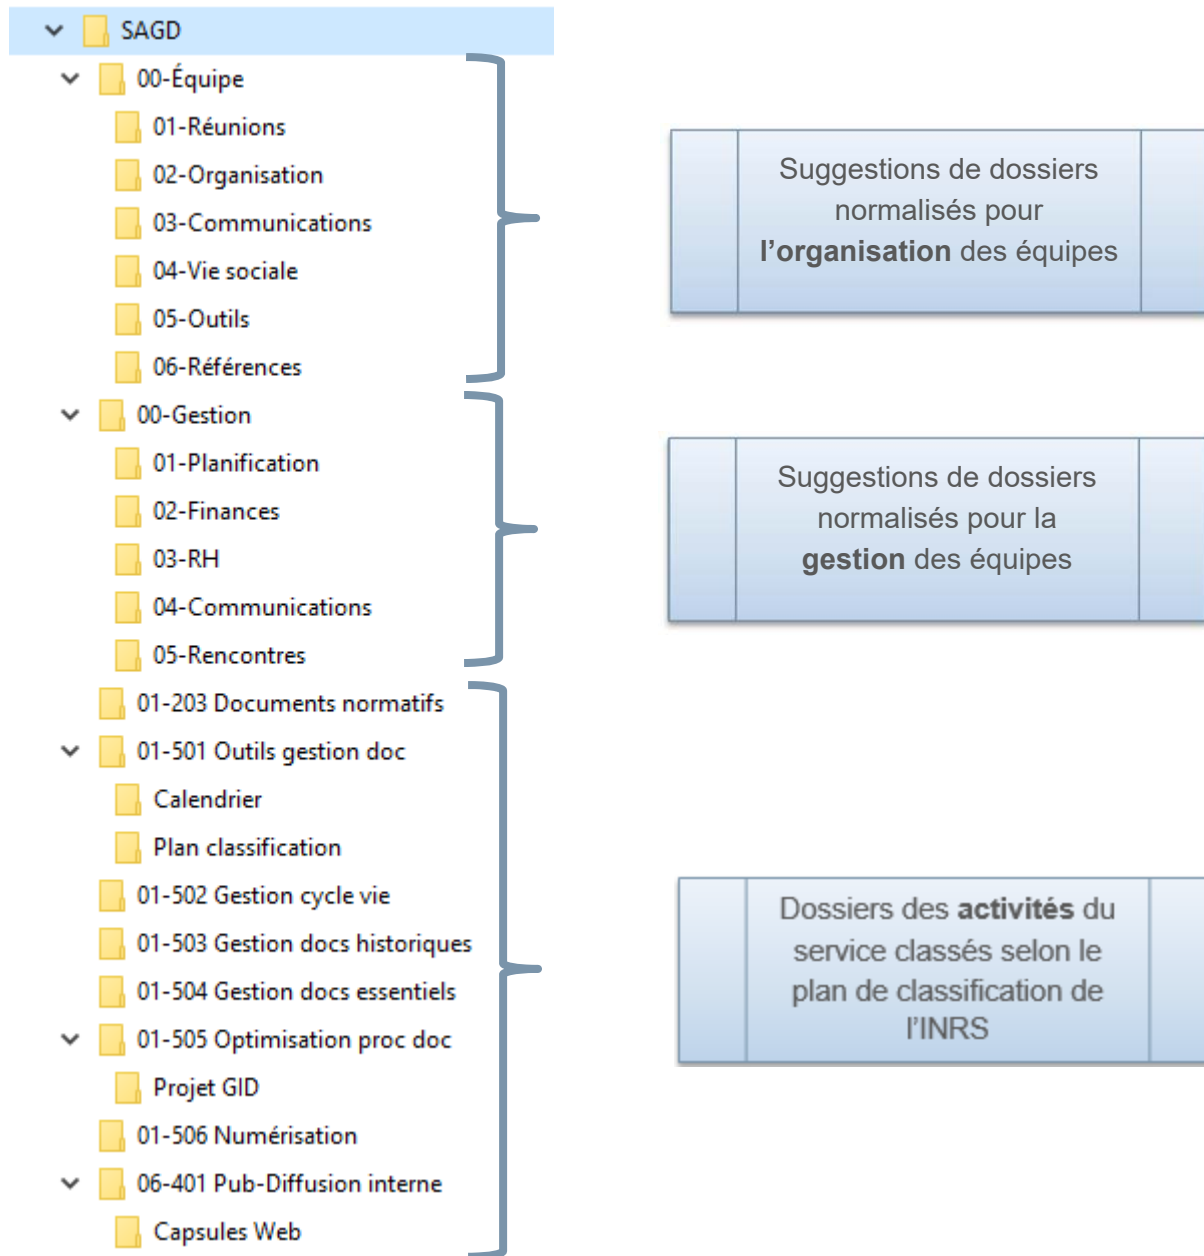 SAGD
00-Équipe
01-Réunions
02-Organisation
03-Communications
04-Vie sociale
05-Outils
06-Références
00-Gestion
01-Planification
02-Finances
03-RH
04-Communications
05-Rencontres
01-203 Documents normatifs
01-501 Outils gestion doc
Calendrier
Plan classification
01-502 Gestion cycle vie
01-503 Gestion docs historiques
01-504 Gestion docs essentiels
01-505 Optimisation proc doc
Projet GID
01-506 Numérisation
06-401 Pub-Diffusion interne
Capsules Web
Suggestions de dossiers
normalisés pour
l’organisation des équipes
Suggestions de dossiers
normalisés pour la
gestion des équipes
Dossiers des activités du
service classés selon le
plan de classification de
l’INRS